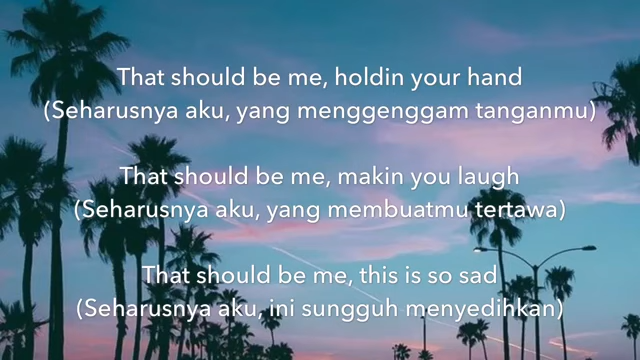 That should be me, holdin your hand
(Seharusnya aku, yang menggenggam tanganmu)
That should be me, makin you laugh
(Seharusnya aku, yang membuatmu tertawa)
That should be me, this is so sad
(Seharusnya aku, ini sungguh menyedihkan)